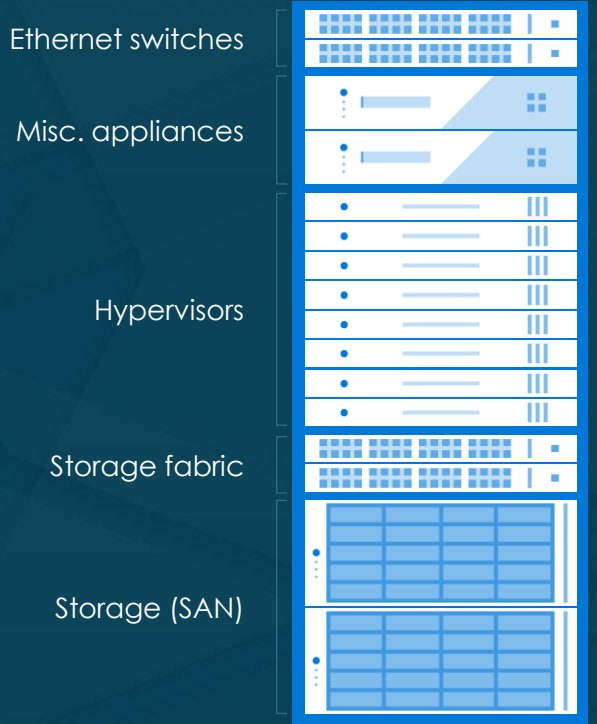 Ethernet switches
Misc. appliances
Hypervisors
Storage fabric
Storage (SAN)